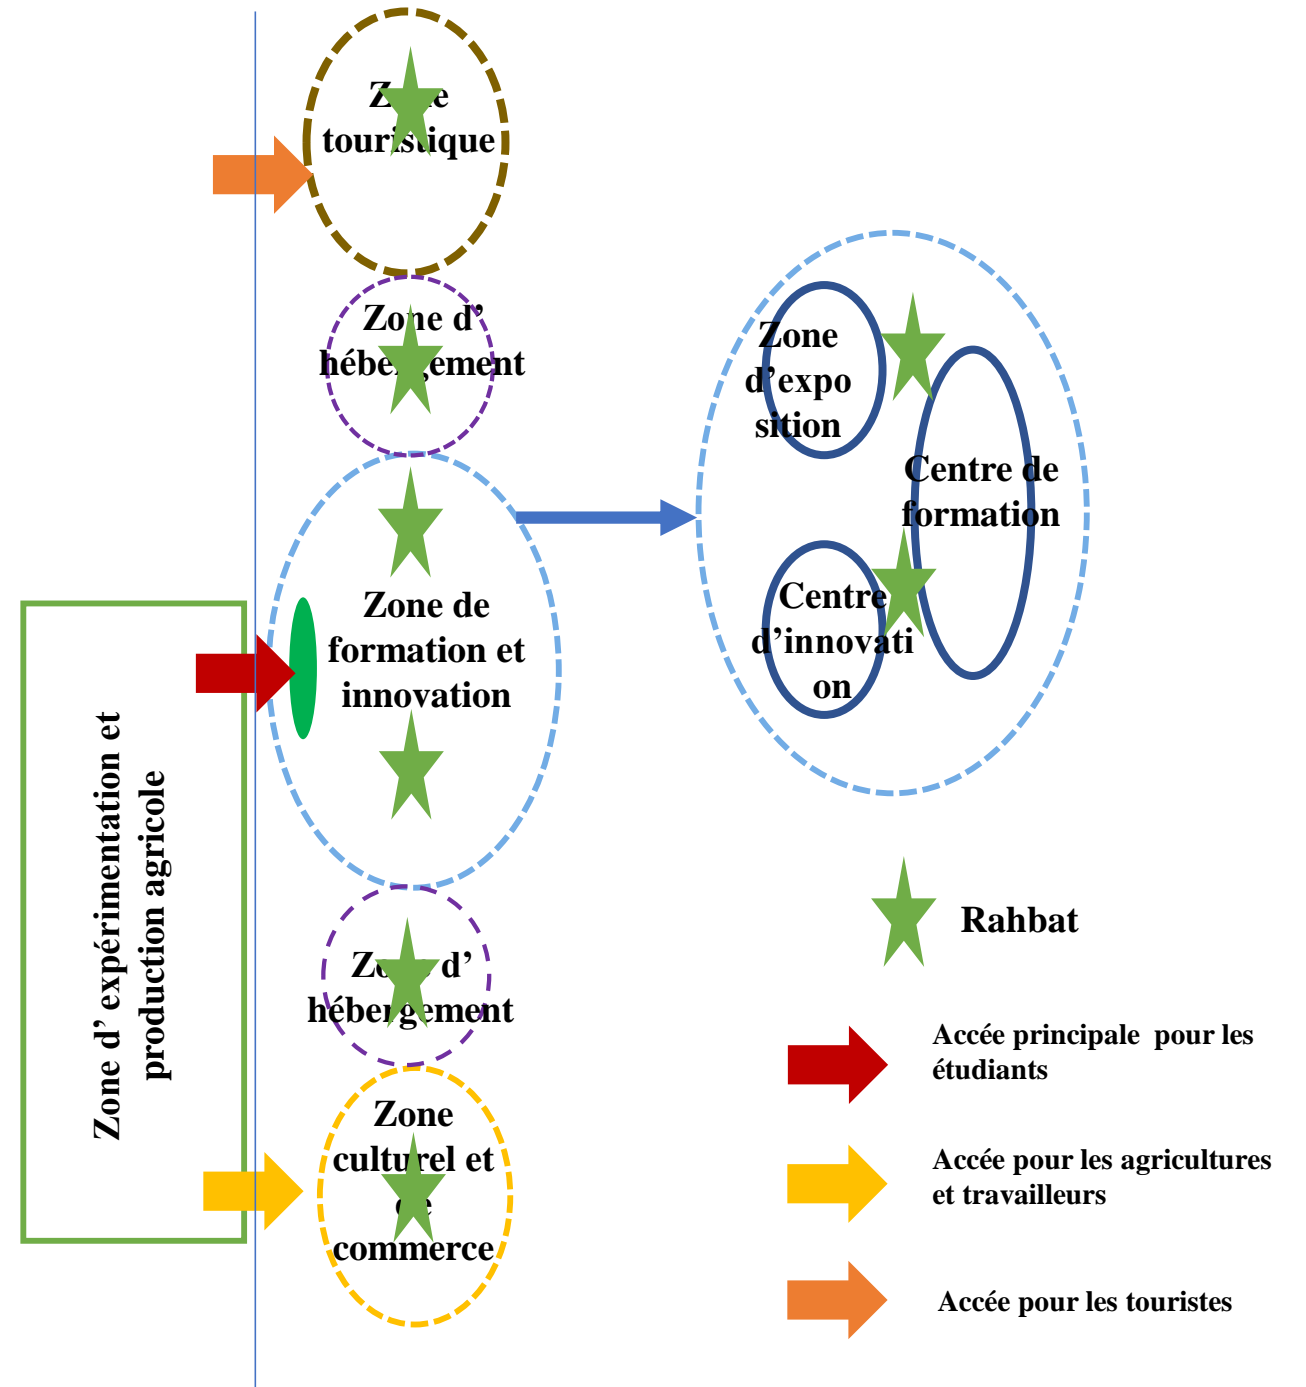 Zone
touristique
Zone d’
hébergement
Zone de
formation et
innovation
Zone d’
hébergement
Zone
culturel et
de
commerce
Zone d’ expérimentation et
production agricole
Zone
d’expo
sition
Centre de
formation
Centre
d’innovati
on
Rahbat
Accée principale  pour les
étudiants
Accée pour les agricultures
et travailleurs
Accée pour les touristes